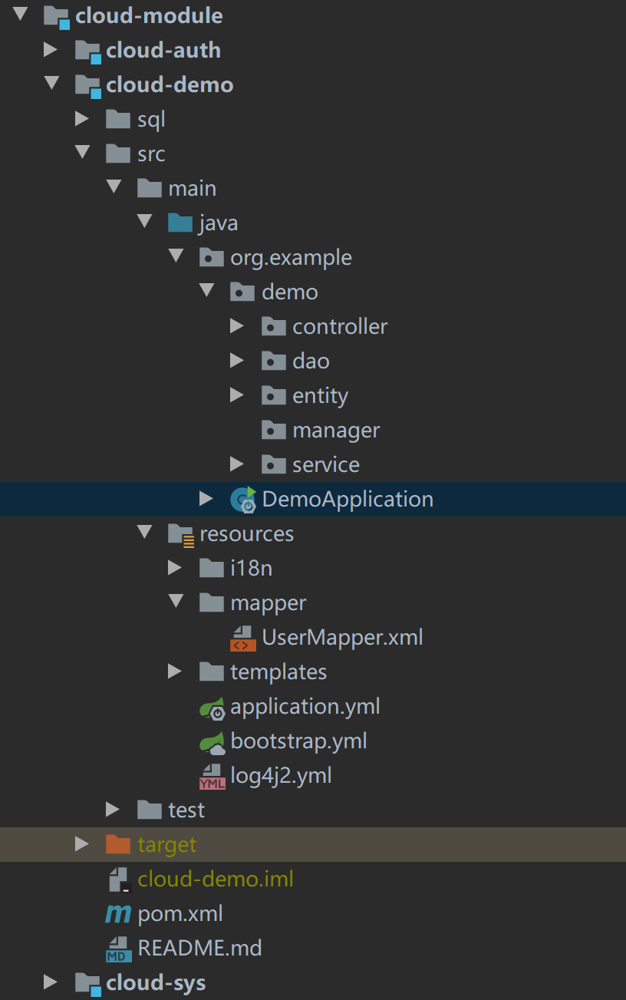 cloud-module
cloud-auth
cloud-demo
sql
src
main
java
org.example
demo
controller
dao
entity
manager
service
DemoApplication
resources
i18n
mapper
UserMapper.xml
templates
application.yml
bootstrap.yml
YML log4j2.yml
test
target
cloud-demo.iml
m pom.xml
MD README.md
cloud-sys